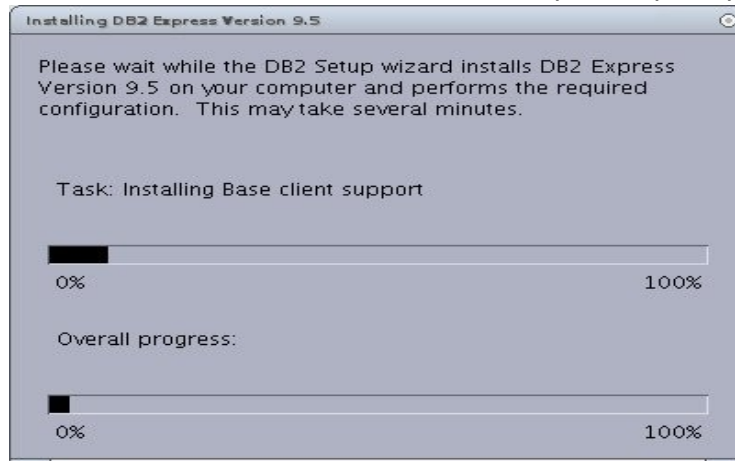 Installing DB2 Express Version 9.5
Please wait while the DB2 Setup wizard installs DB2 Express
Version 9.5 on your computer and performs the required
configuration. This may take several minutes.
Task: Installing Base client support
0% 100%
Overall progress:
0% 100%